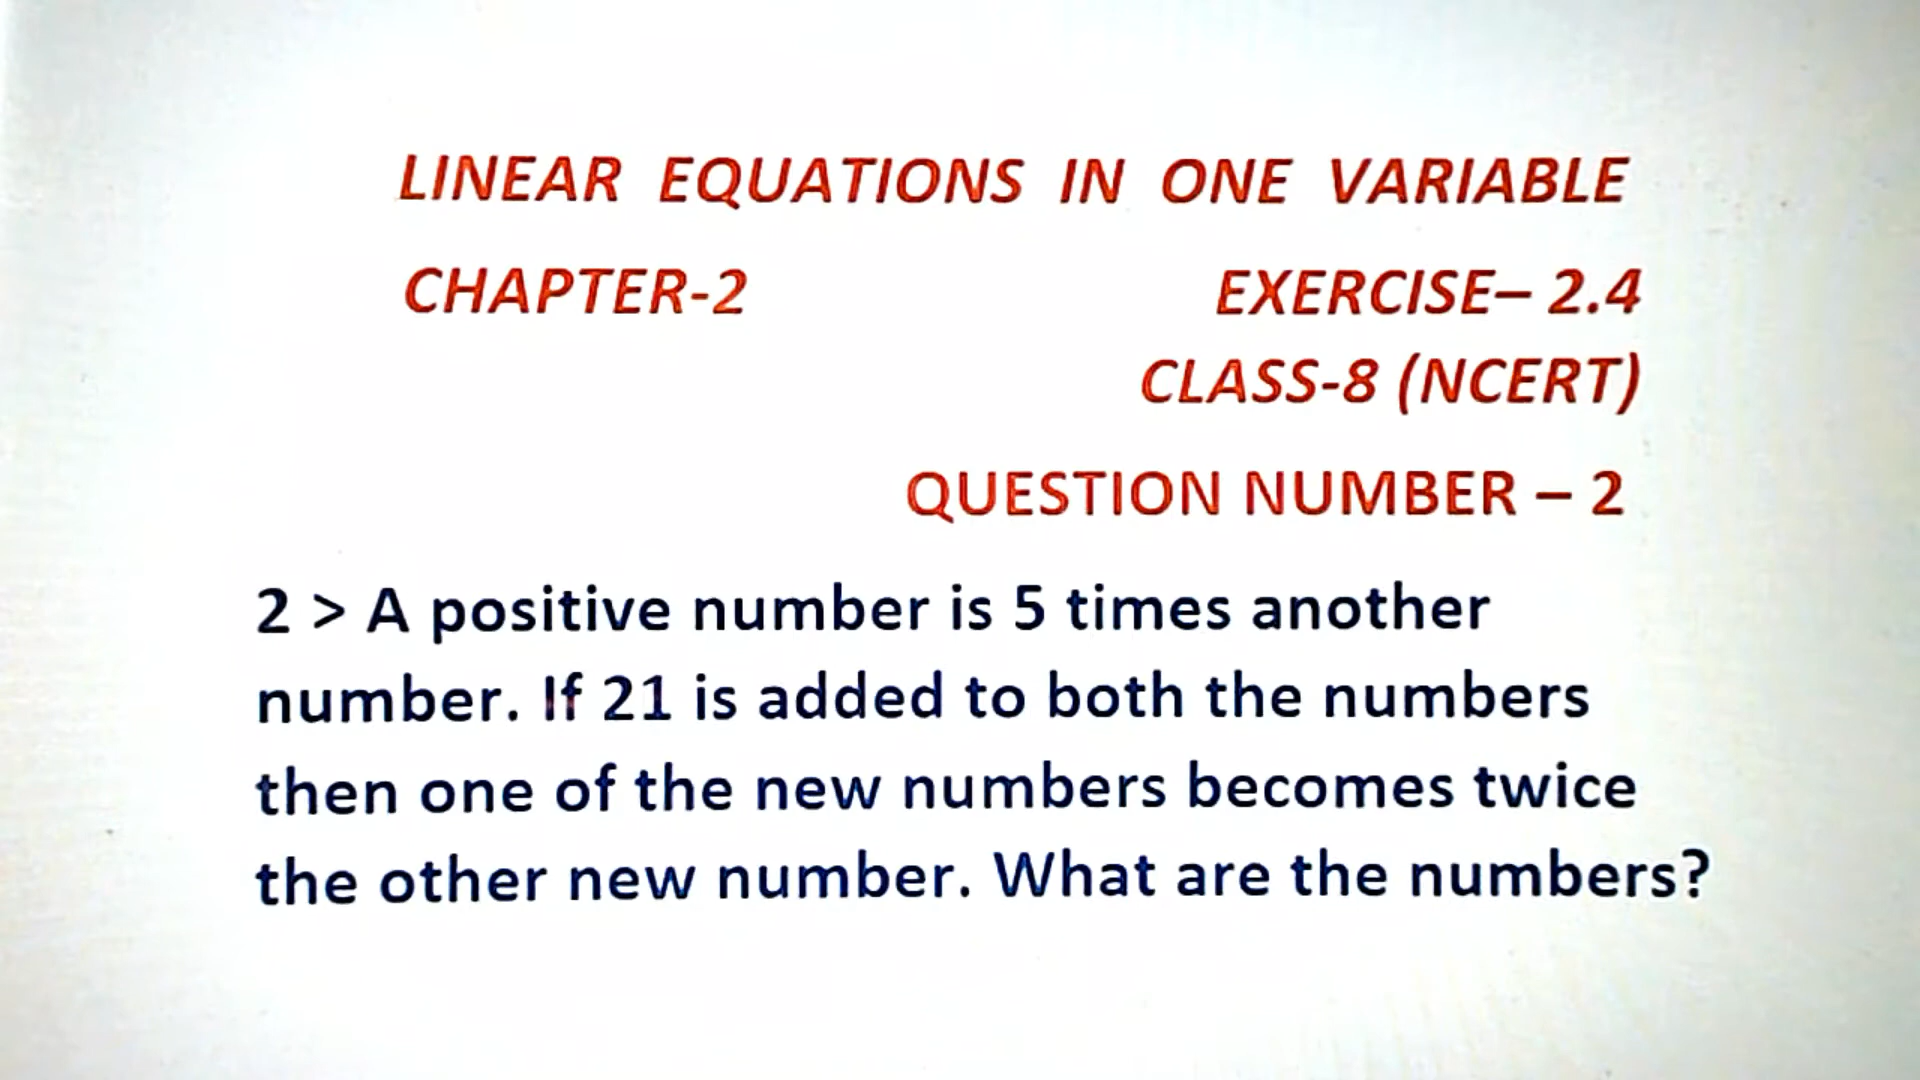 LINEAR EQUATIONS IN ONE VARIABLE
CHAPTER-2 EXERCISE– 2.4
CLASS-8 (NCERT)
QUESTION NUMBER – 2
2 > A positive number is 5 times another
number. If 21 is added to both the numbers
then one of the new numbers becomes twice
the other new number. What are the numbers?